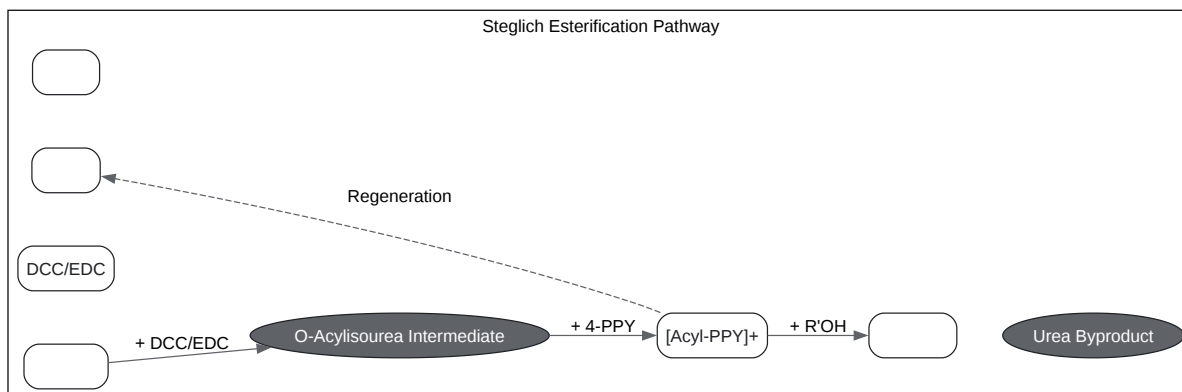 Steglich Esterification Pathway
Regeneration
DCC/EDC
+ DCC/EDC
O-Acylisourea Intermediate
+ 4-PPY
[Acyl-PPY]+
+ R'OH
Urea Byproduct